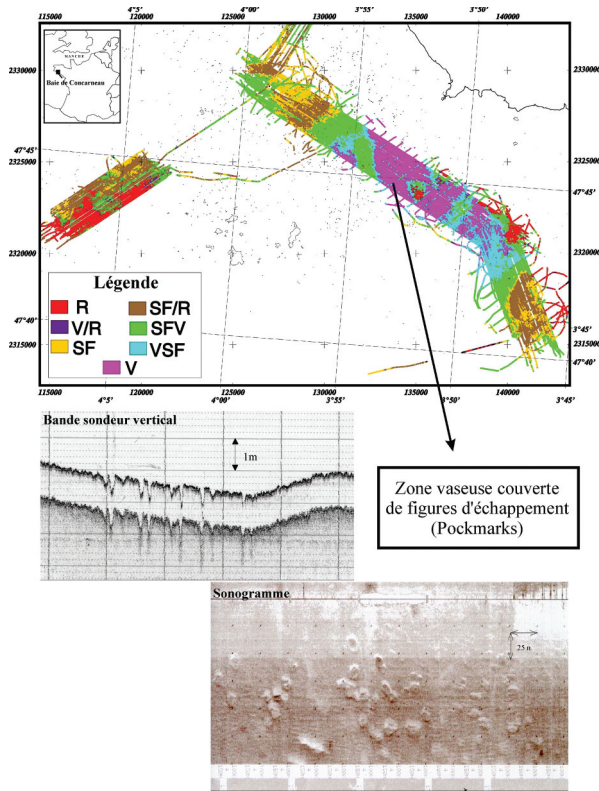 115000
4°5'
120000
4°00'
125000
3°55'
130000
3°50'
135000
3°45'
140000
MANCHE
Baie de Concarneau
2330000
2330000
47°45'
2325000
2325000
47°45'
2320000
2320000
47°40'
2315000
3°45'
2315000
47°40'
Légende
R
SF/R
V/R
SFV
SF
VSF
V
115000
4°05'
120000
4°00'
125000
3°55'
130000
135000
3°50'
140000
3°45'
Bande sondeur vertical
1m
Zone vaseuse couverte
de figures d'échappement
(Pockmarks)
Sonogramme
25 n